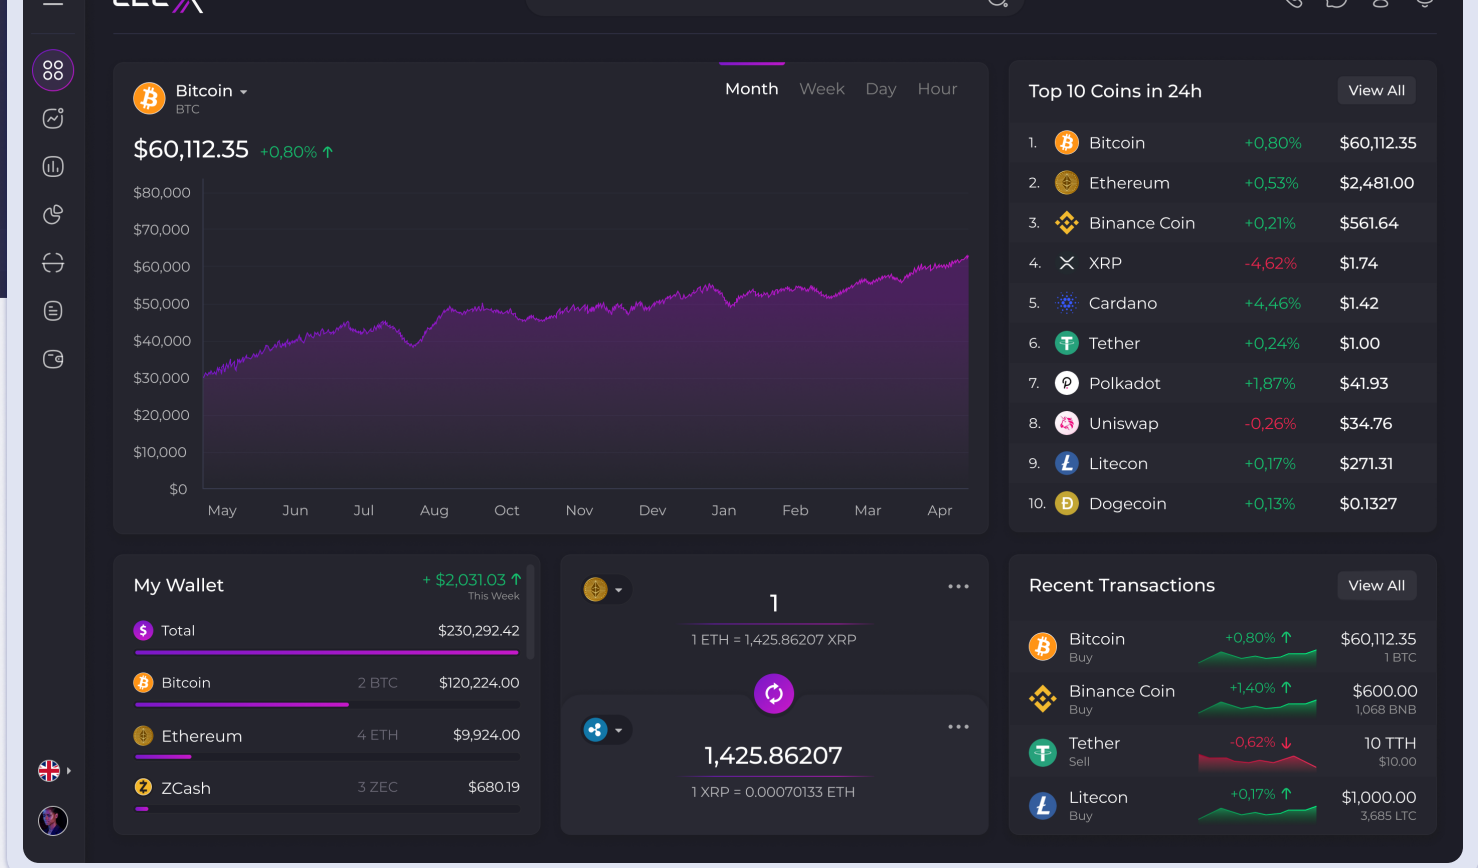 Bitcoin
BTC
Month Week Day Hour
$60,112.35 +0,80%
$80,000
$70,000
$60,000
$50,000
$40,000
$30,000
$20,000
$10,000
$0
May Jun Jul Aug Oct Nov Dev Jan Feb Mar Apr
Top 10 Coins in 24h View All
1. Bitcoin +0,80% $60,112.35
2. Ethereum +0,53% $2,481.00
3. Binance Coin +0,21% $561.64
4. XRP -4,62% $1.74
5. Cardano +4,46% $1.42
6. Tether +0,24% $1.00
7. Polkadot +1,87% $41.93
8. Uniswap -0,26% $34.76
9. Litecon +0,17% $271.31
10. Dogecoin +0,13% $0.1327
My Wallet + $2,031.03
This Week
Total $230,292.42
Bitcoin 2 BTC $120,224.00
Ethereum 4 ETH $9,924.00
ZCash 3 ZEC $680.19
1
1 ETH = 1,425.86207 XRP
1,425.86207
1 XRP = 0.00070133 ETH
Recent Transactions View All
Bitcoin +0,80% $60,112.35
Buy 1 BTC
Binance Coin +1,40% $600.00
Buy 1,068 BNB
Tether -0,62% 10 TTH
Sell $10.00
Litecon +0,17% $1,000.00
Buy 3,685 LTC